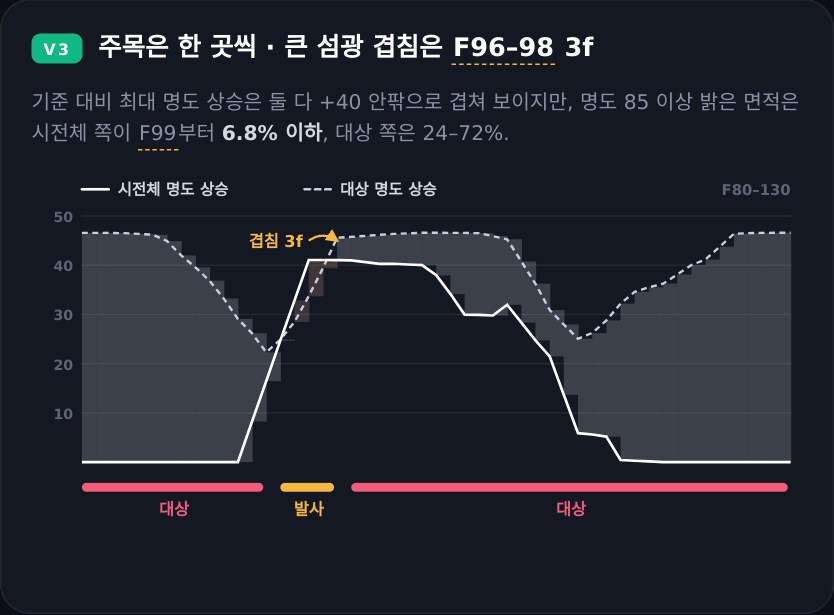 V3 주목은 한 곳씩 · 큰 섬광 겹침은 F96–98 3f
기준 대비 최대 명도 상승은 둘 다 +40 안팎으로 겹쳐 보이지만, 명도 85 이상 밝은 면적은
시전체 쪽이 F99부터 6.8% 이하, 대상 쪽은 24–72%.
시전체 명도 상승 대상 명도 상승 F80–130
50
겹침 3f
40
30
20
10
대상 발사 대상